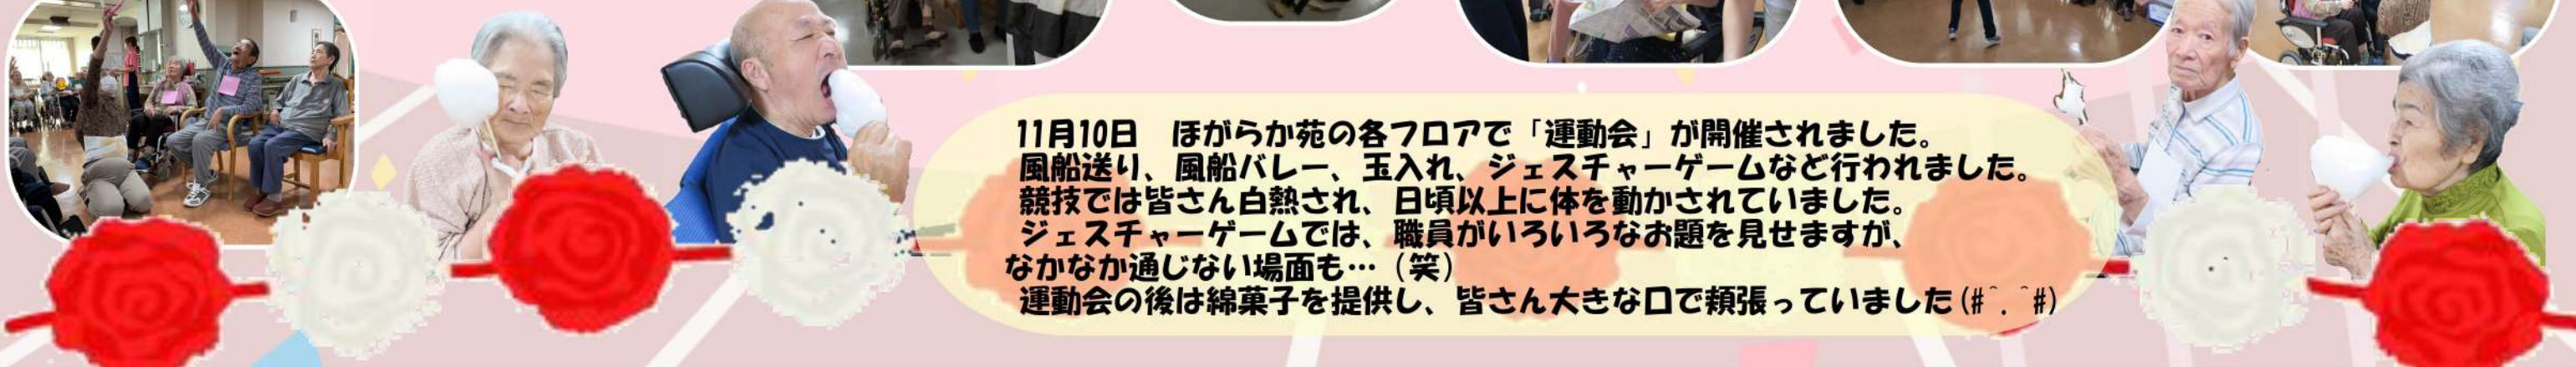 11月10日　ほがらか苑の各フロアで「運動会」が開催されました。
風船送り、風船バレー、玉入れ、ジェスチャーゲームなど行われました。
競技では皆さん白熱され、日頃以上に体を動かされていました。
ジェスチャーゲームでは、職員がいろいろなお題を見せますが、
なかなか通じない場面も…（笑）
運動会の後は綿菓子を提供し、皆さん大きな口で頬張っていました(#^.^#)